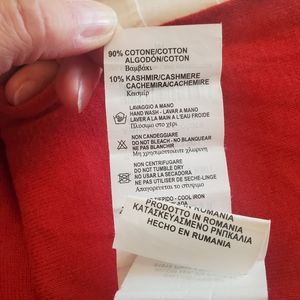 90% COTONE/COTTON
ALGODÓN/COTON
Βαμβάκι
10% KASHMIR/CASHMERE
CACHEMIRA/CACHEMIRE
Κασμίρ
LAVAGGIO A MANO
HAND WASH - LAVAR A MANO
LAVER A LA MAIN A L'EAU FROIDE
Πλύσιμο στο χέρι
NON CANDEGGIARE
DO NOT BLEACH - NO BLANQUEAR
NE PAS BLANCHIR
Μη χρησιμοποιείτε χλωρίνη
NON CENTRIFUGARE
DO NOT TUMBLE DRY
NO USAR LA SECADORA
NE PAS UTILISER DE SECHE-LINGE
Απαγορεύεται το στύψιμο
- COOL IRON
PRODOTTO IN ROMANIA
ΚΑΤΑΣΚΕΥΑΣΜΕΝΟ
HECHO EN RUMANIA